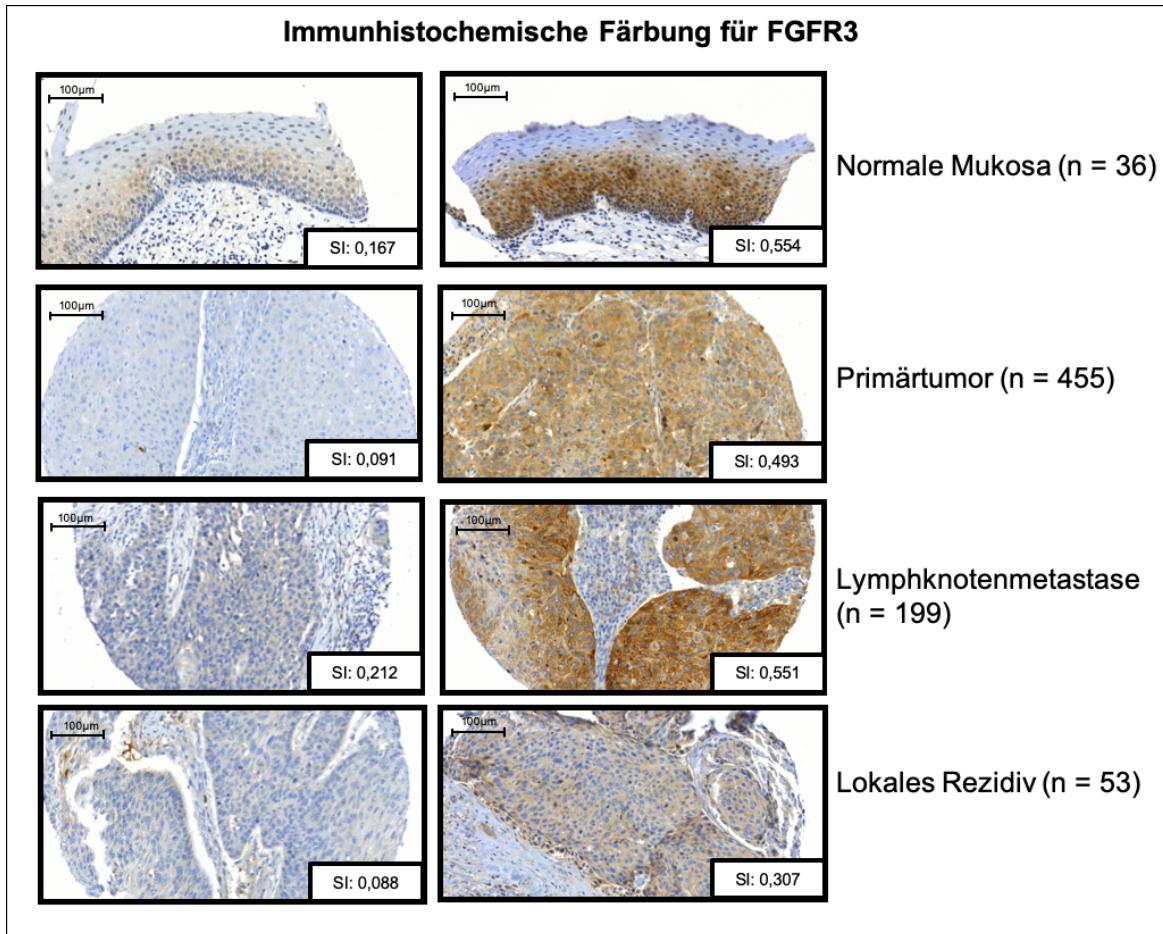 Immunhistochemische Färbung für FGFR3
100µm
SI: 0,167
100µm
SI: 0,554
Normale Mukosa (n = 36)
100µm
SI: 0,091
100µm
SI: 0,493
Primärtumor (n = 455)
100µm
SI: 0,212
100µm
SI: 0,551
Lymphknotenmetastase
(n = 199)
100µm
SI: 0,088
100µm
SI: 0,307
Lokales Rezidiv (n = 53)